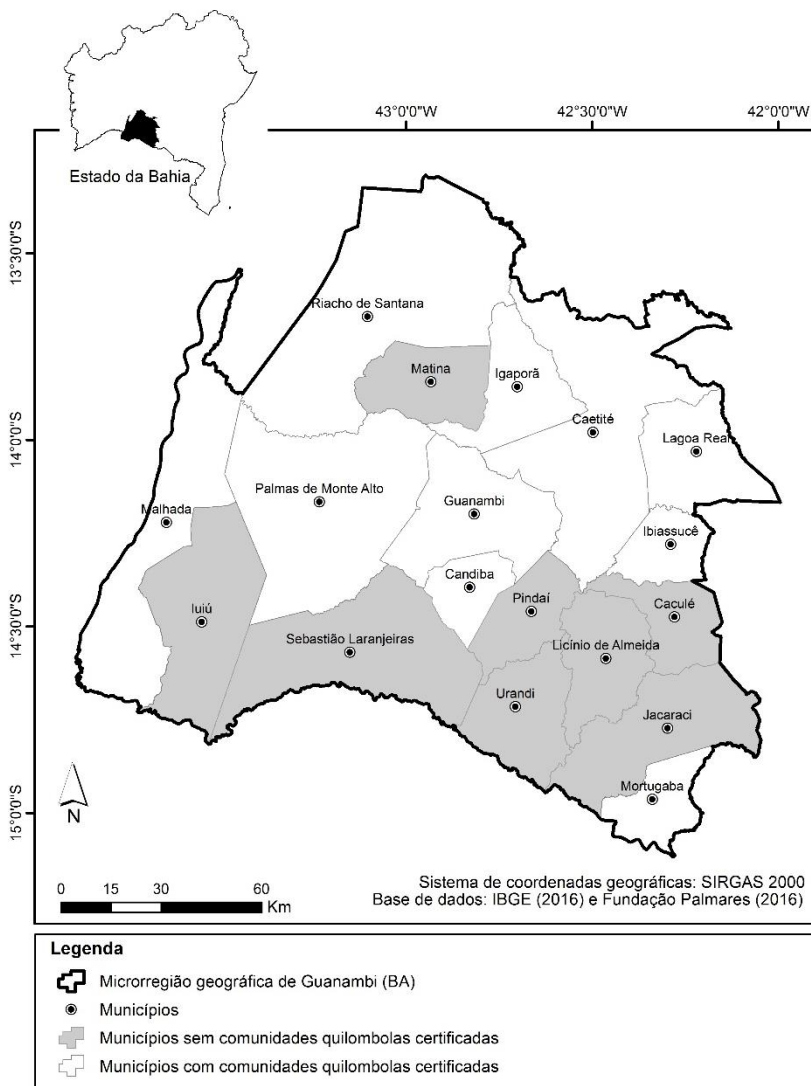 43°0'0"W
42°30'0"W
42°0'0"W
Estado da Bahia
13°30'0"S
14°0'0"S
14°30'0"S
15°0'0"S
Riacho de Santana
Matina
Igaporã
Caetité
Lagoa Real
Palmas de Monte Alto
Guanambi
Malhada
Ibiassucê
Candiba
Pindaí
Caculé
Iuiú
Sebastião Laranjeiras
Licínio de Almeida
Urandi
Jacaraci
Mortugaba
N
0 15 30 60
Km
Sistema de coordenadas geográficas: SIRGAS 2000
Base de dados: IBGE (2016) e Fundação Palmares (2016)
Legenda
Microrregião geográfica de Guanambi (BA)
Municípios
Municípios sem comunidades quilombolas certificadas
Municípios com comunidades quilombolas certificadas